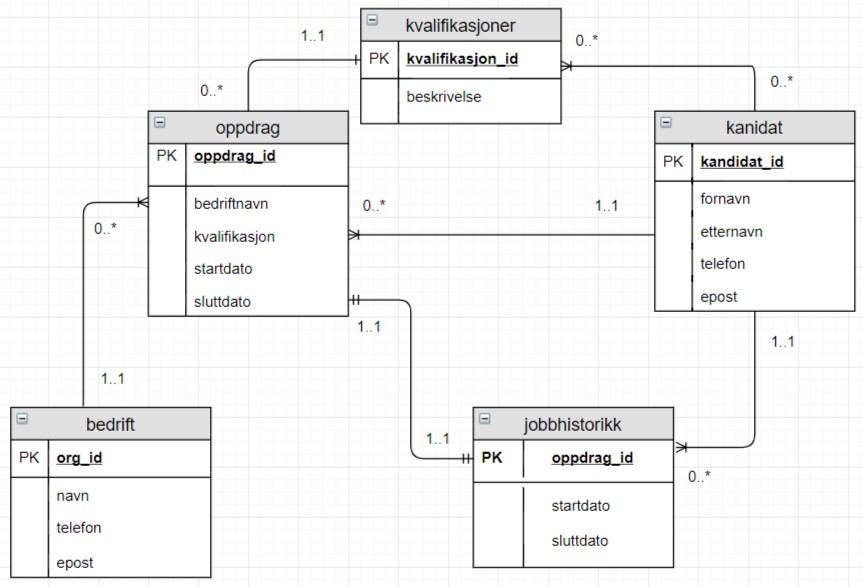 kvalifikasjoner
PK kvalifikasjon_id
beskrivelse
1..1
0..*
0..*
0..*
oppdrag
PK oppdrag_id
bedriftnavn
kvalifikasjon
startdato
sluttdato
kanidat
PK kandidat_id
fornavn
etternavn
telefon
epost
0..*
0..*
1..1
1..1
1..1
1..1
1..1
0..*
bedrift
PK org_id
navn
telefon
epost
jobbhistorikk
PK oppdrag_id
startdato
sluttdato